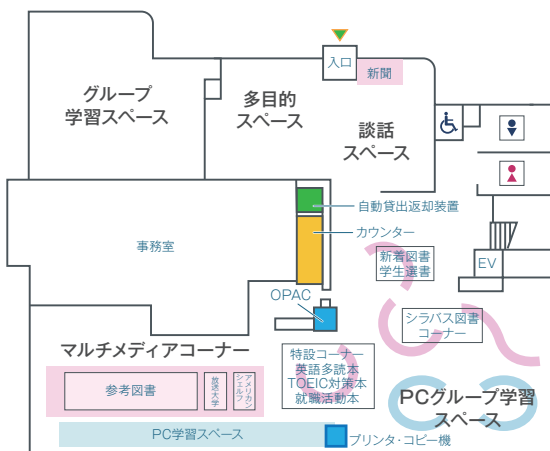 入口
新聞
グループ
学習スペース
多目的
スペース
談話
スペース
自動貸出返却装置
カウンター
事務室
新着図書
学生選書
EV
OPAC
シラバス図書
コーナー
マルチメディアコーナー
特設コーナー
英語多読本
TOEIC対策本
就職活動本
参考図書
放送大学
アメリカン
シェルフ
PCグループ学習
スペース
PC学習スペース
プリンタ・コピー機